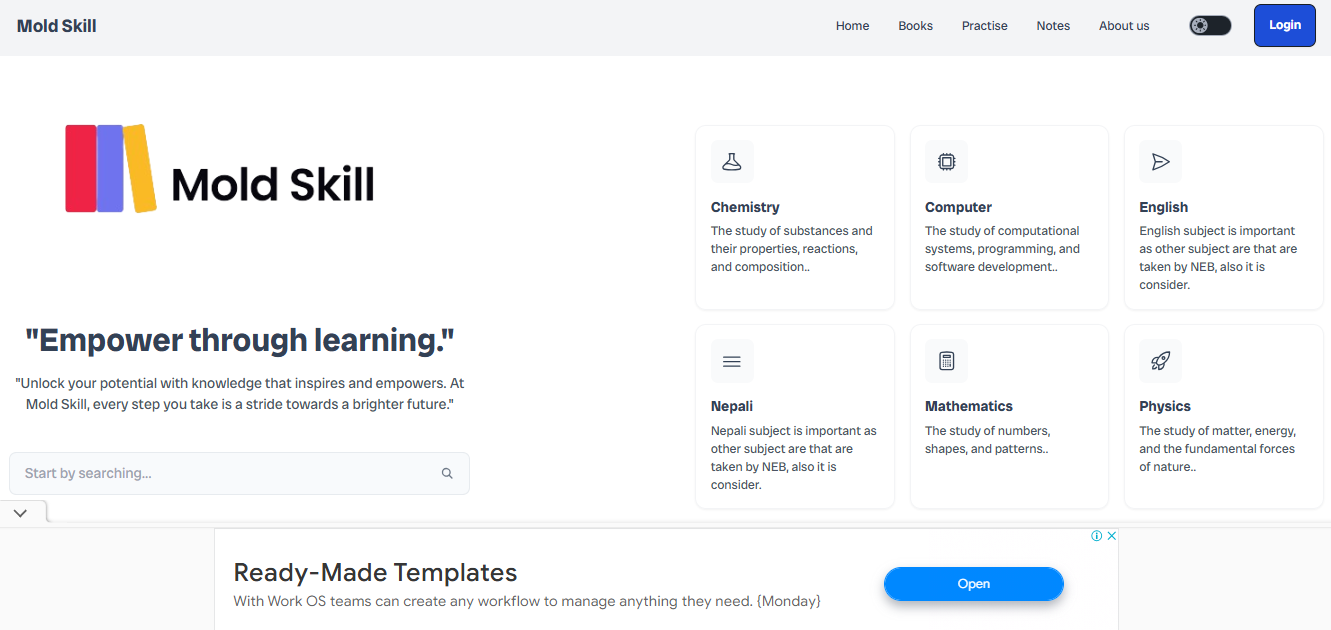 Mold Skill
Home
Books
Practise
Notes
About us
Login
Mold Skill
"Empower through learning."
"Unlock your potential with knowledge that inspires and empowers. At
Mold Skill, every step you take is a stride towards a brighter future."
Start by searching...
Chemistry
The study of substances and
their properties, reactions,
and composition..
Computer
The study of computational
systems, programming, and
software development..
English
English subject is important
as other subject are that are
taken by NEB, also it is
consider.
Nepali
Nepali subject is important as
other subject are that are
taken by NEB, also it is
consider.
Mathematics
The study of numbers,
shapes, and patterns..
Physics
The study of matter, energy,
and the fundamental forces
of nature..
Ready-Made Templates
With Work OS teams can create any workflow to manage anything they need. {Monday}
Open